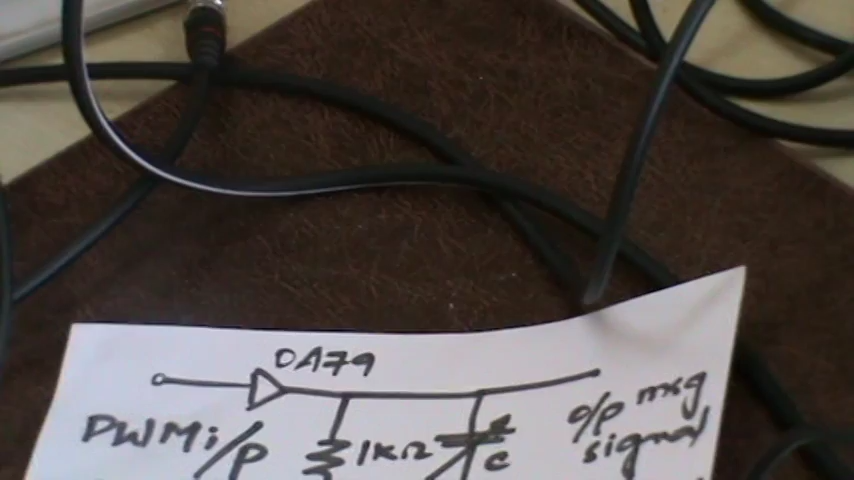 OA79
PWM i/p
1KΩ
C
o/p msg
signal